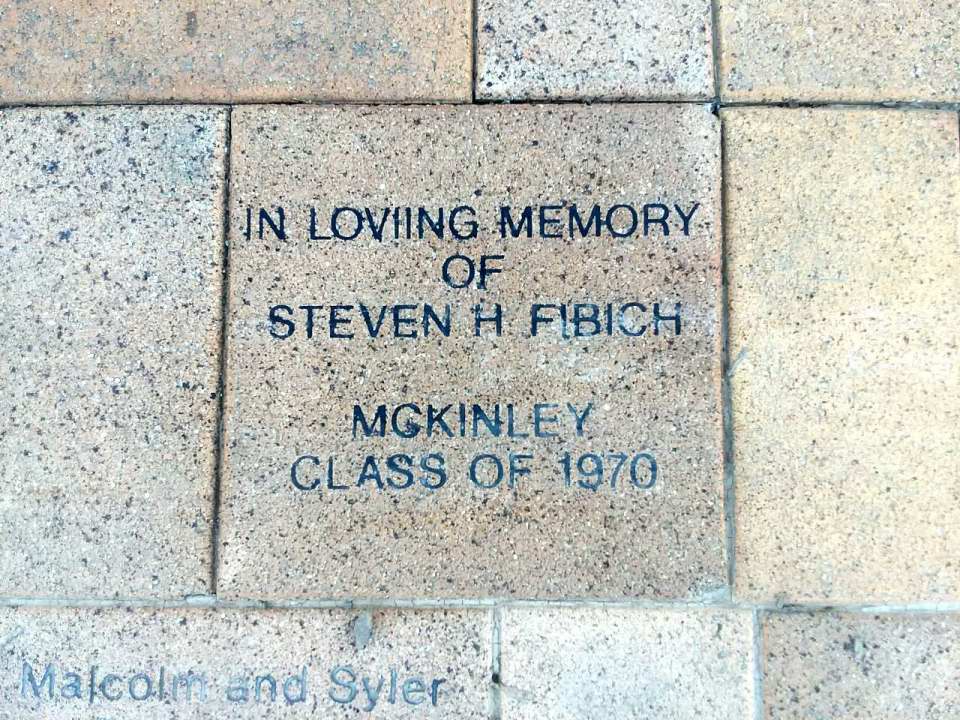 IN LOVIING MEMORY
OF
STEVEN H FIBICH
MCKINLEY
CLASS OF 1970
Malcolm and Syler